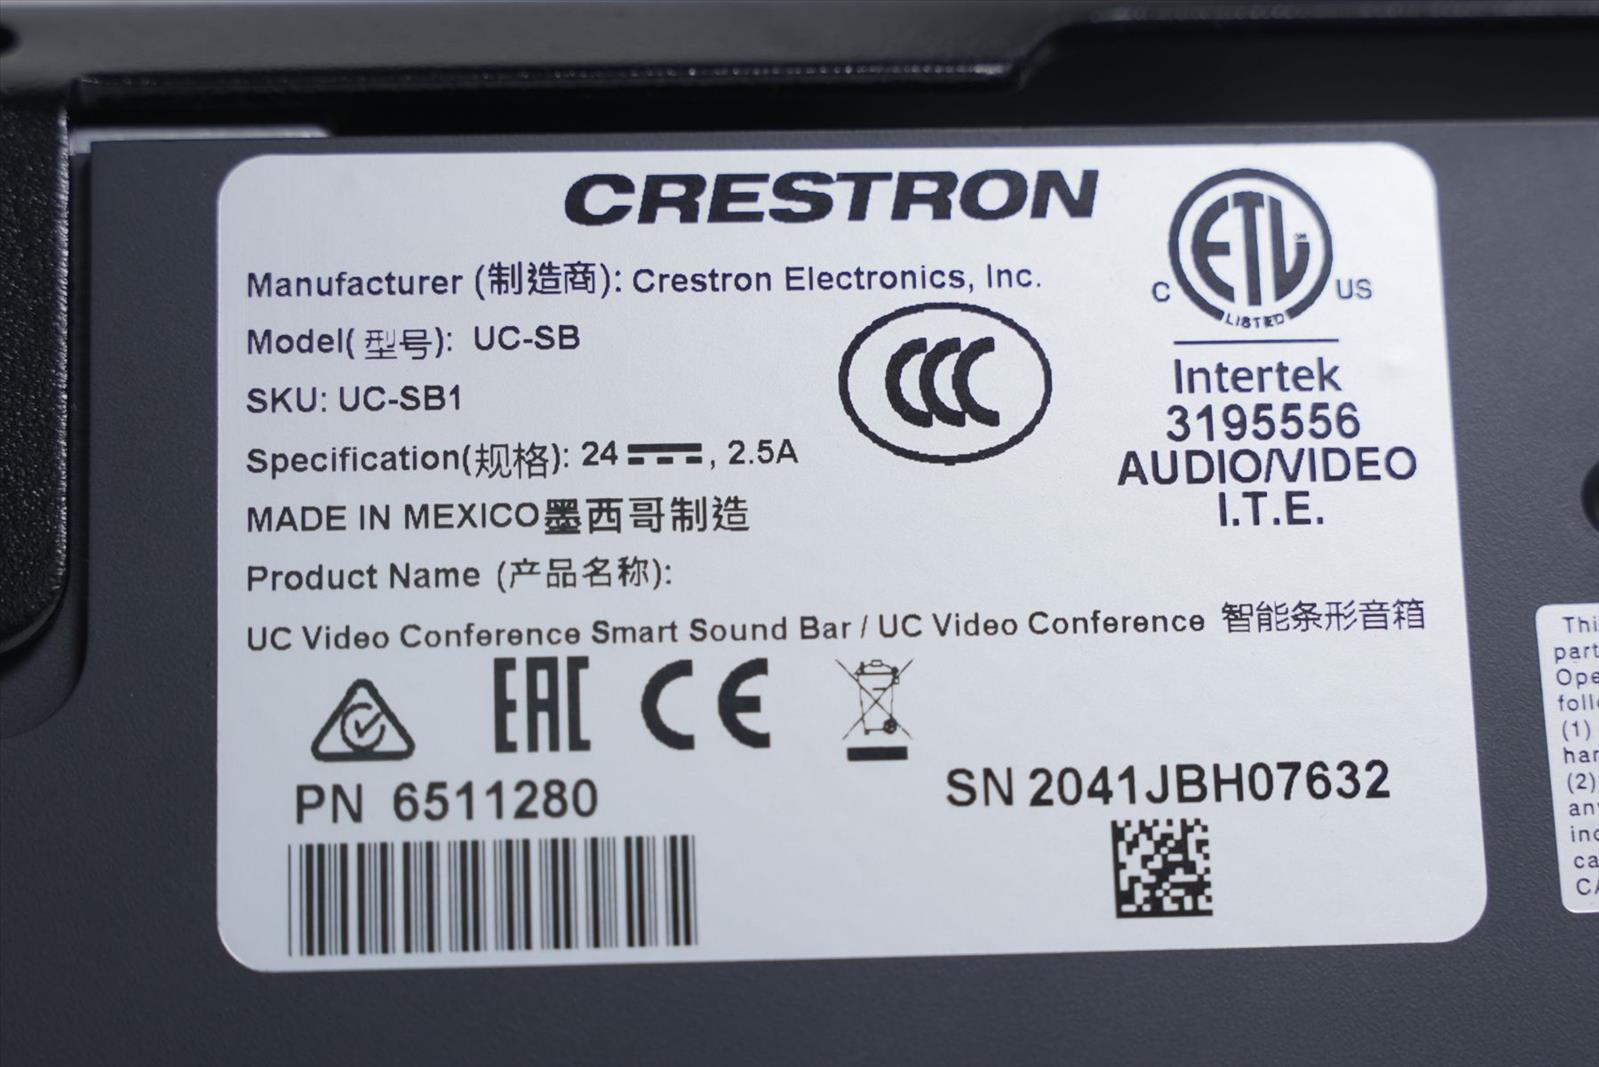 CRESTRON
Manufacturer (制造商): Crestron Electronics, Inc.
Model( 型号): UC-SB
SKU: UC-SB1
Specification(规格): 24 ⎓, 2.5A
MADE IN MEXICO墨西哥制造
Product Name (产品名称):
UC Video Conference Smart Sound Bar / UC Video Conference 智能条形音箱
CCC
ETL
C US
LISTED
Intertek
3195556
AUDIO/VIDEO
I.T.E.
EAC CE
PN 6511280
SN 2041JBH07632
(1)
(2)